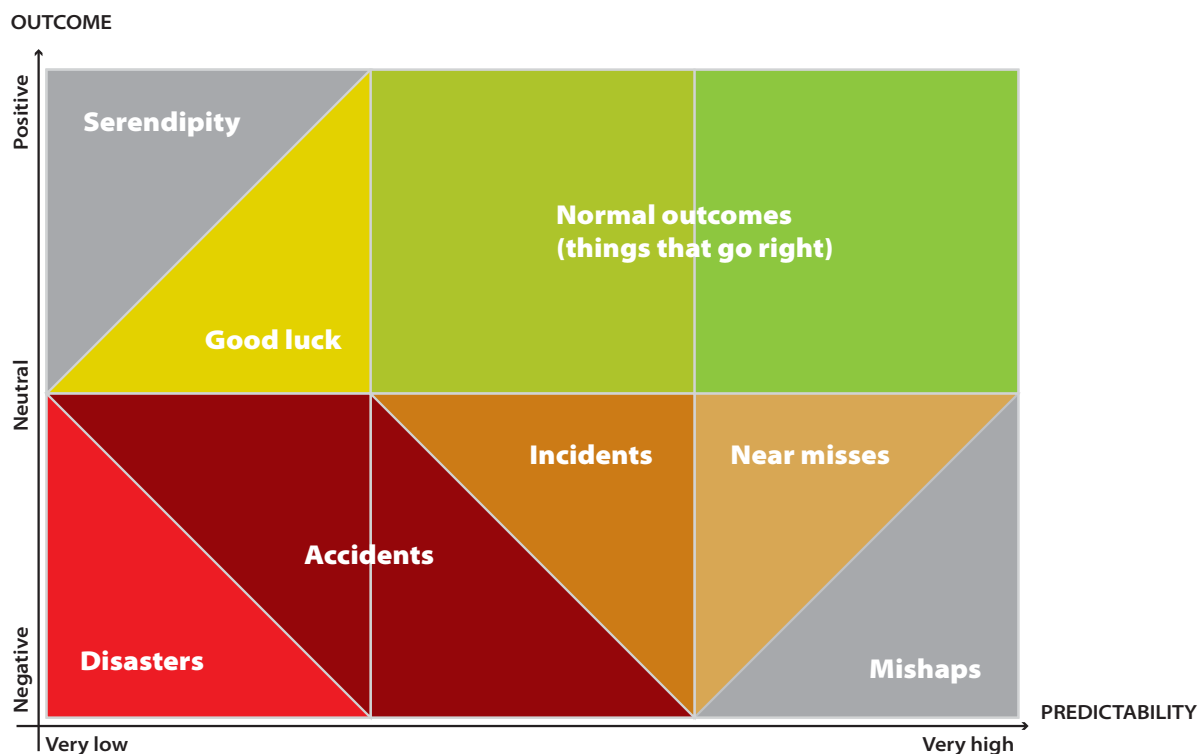 OUTCOME
Positive
Serendipity
Normal outcomes
(things that go right)
Good luck
Neutral
Incidents
Near misses
Accidents
Disasters
Mishaps
Negative
PREDICTABILITY
Very low
Very high